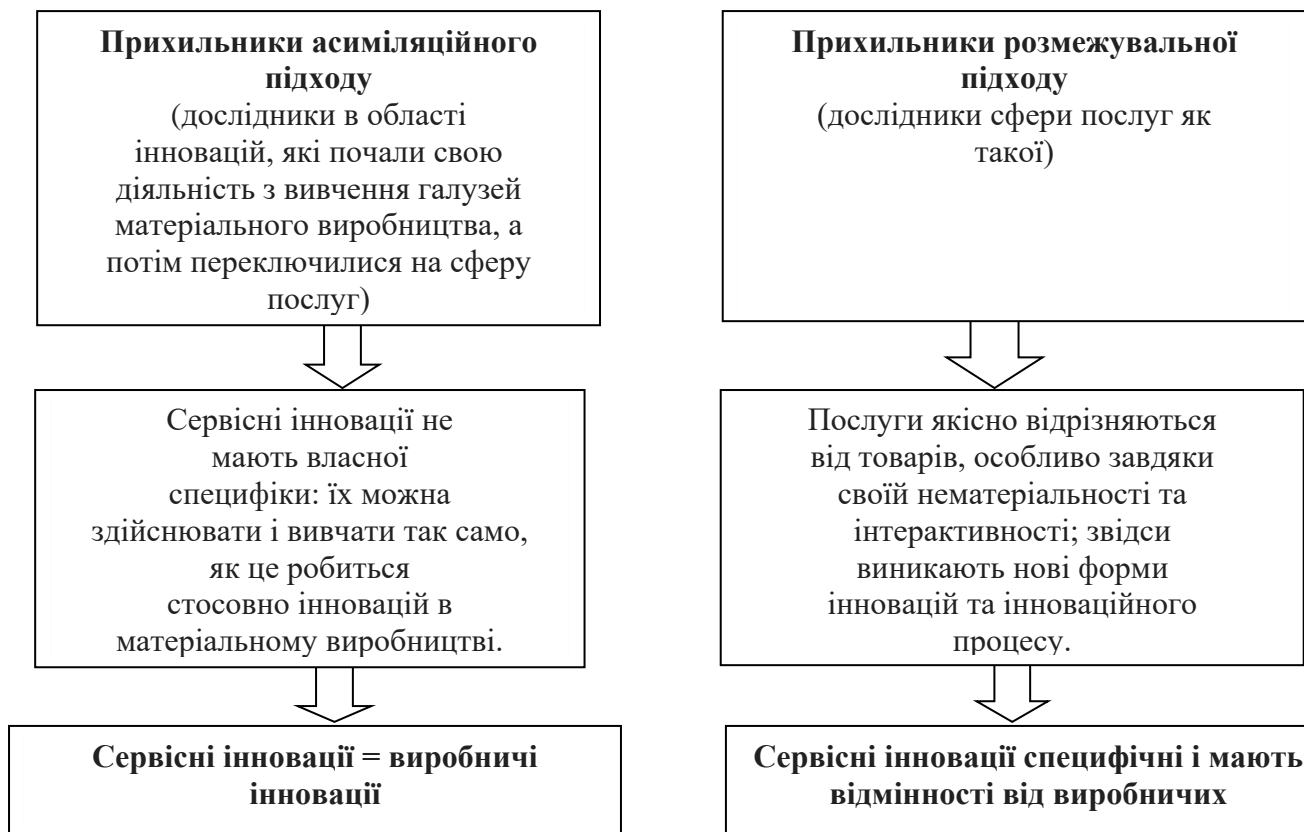 Прихильники асиміляційного
підходу
(дослідники в області
інновацій, які почали свою
діяльність з вивчення галузей
матеріального виробництва, а
потім переключилися на сферу
послуг)
Сервісні інновації не
мають власної
специфіки: їх можна
здійснювати і вивчати так само,
як це робиться
стосовно інновацій в
матеріальному виробництві.
Сервісні інновації = виробничі
інновації
Прихильники розмежувальної
підходу
(дослідники сфери послуг як
такої)
Послуги якісно відрізняються
від товарів, особливо завдяки
своїй нематеріальності та
інтерактивності; звідси
виникають нові форми
інновацій та інноваційного
процесу.
Сервісні інновації специфічні і мають
відмінності від виробничих